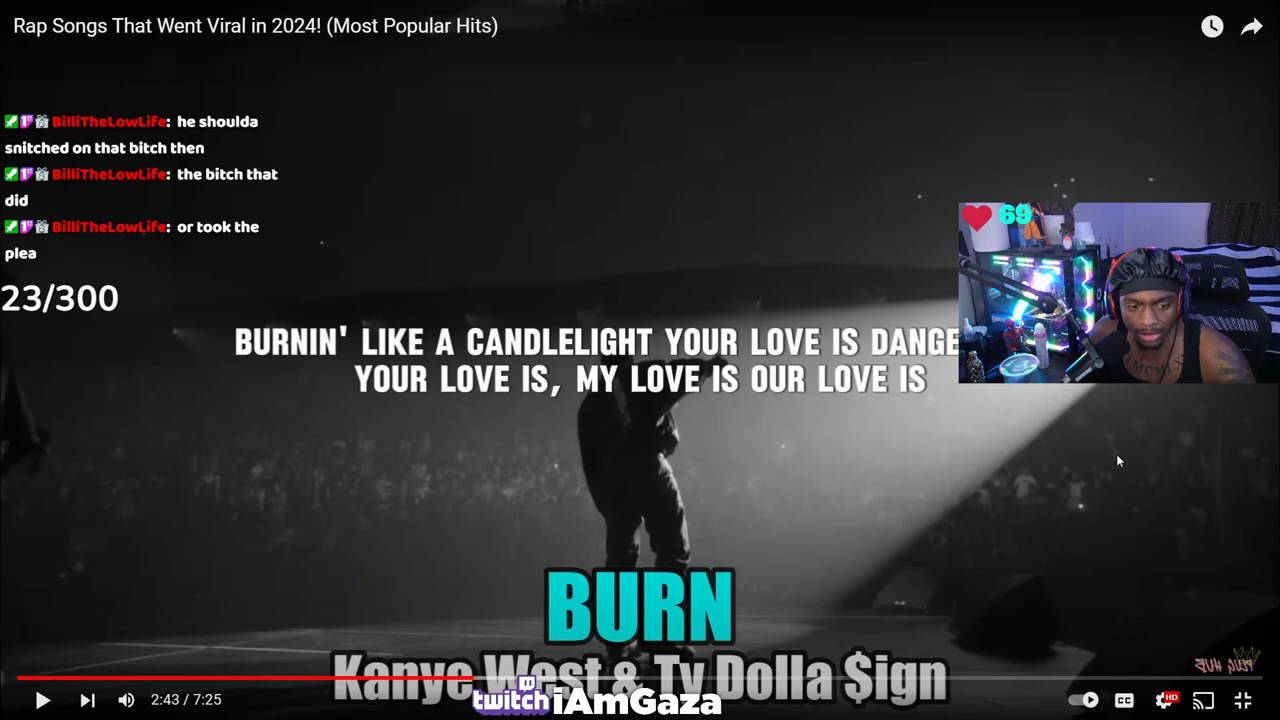 Rap Songs That Went Viral in 2024! (Most Popular Hits)
BilliTheLowLife: he shoulda
snitched on that bitch then
BilliTheLowLife: the bitch that
did
BilliTheLowLife: or took the
plea
23/300
69
BURNIN' LIKE A CANDLELIGHT YOUR LOVE IS DANGE
YOUR LOVE IS, MY LOVE IS OUR LOVE IS
BURN
Kanye West & Ty Dolla $ign
twitch iAmGaza
2:43 / 7:25
CC
HD